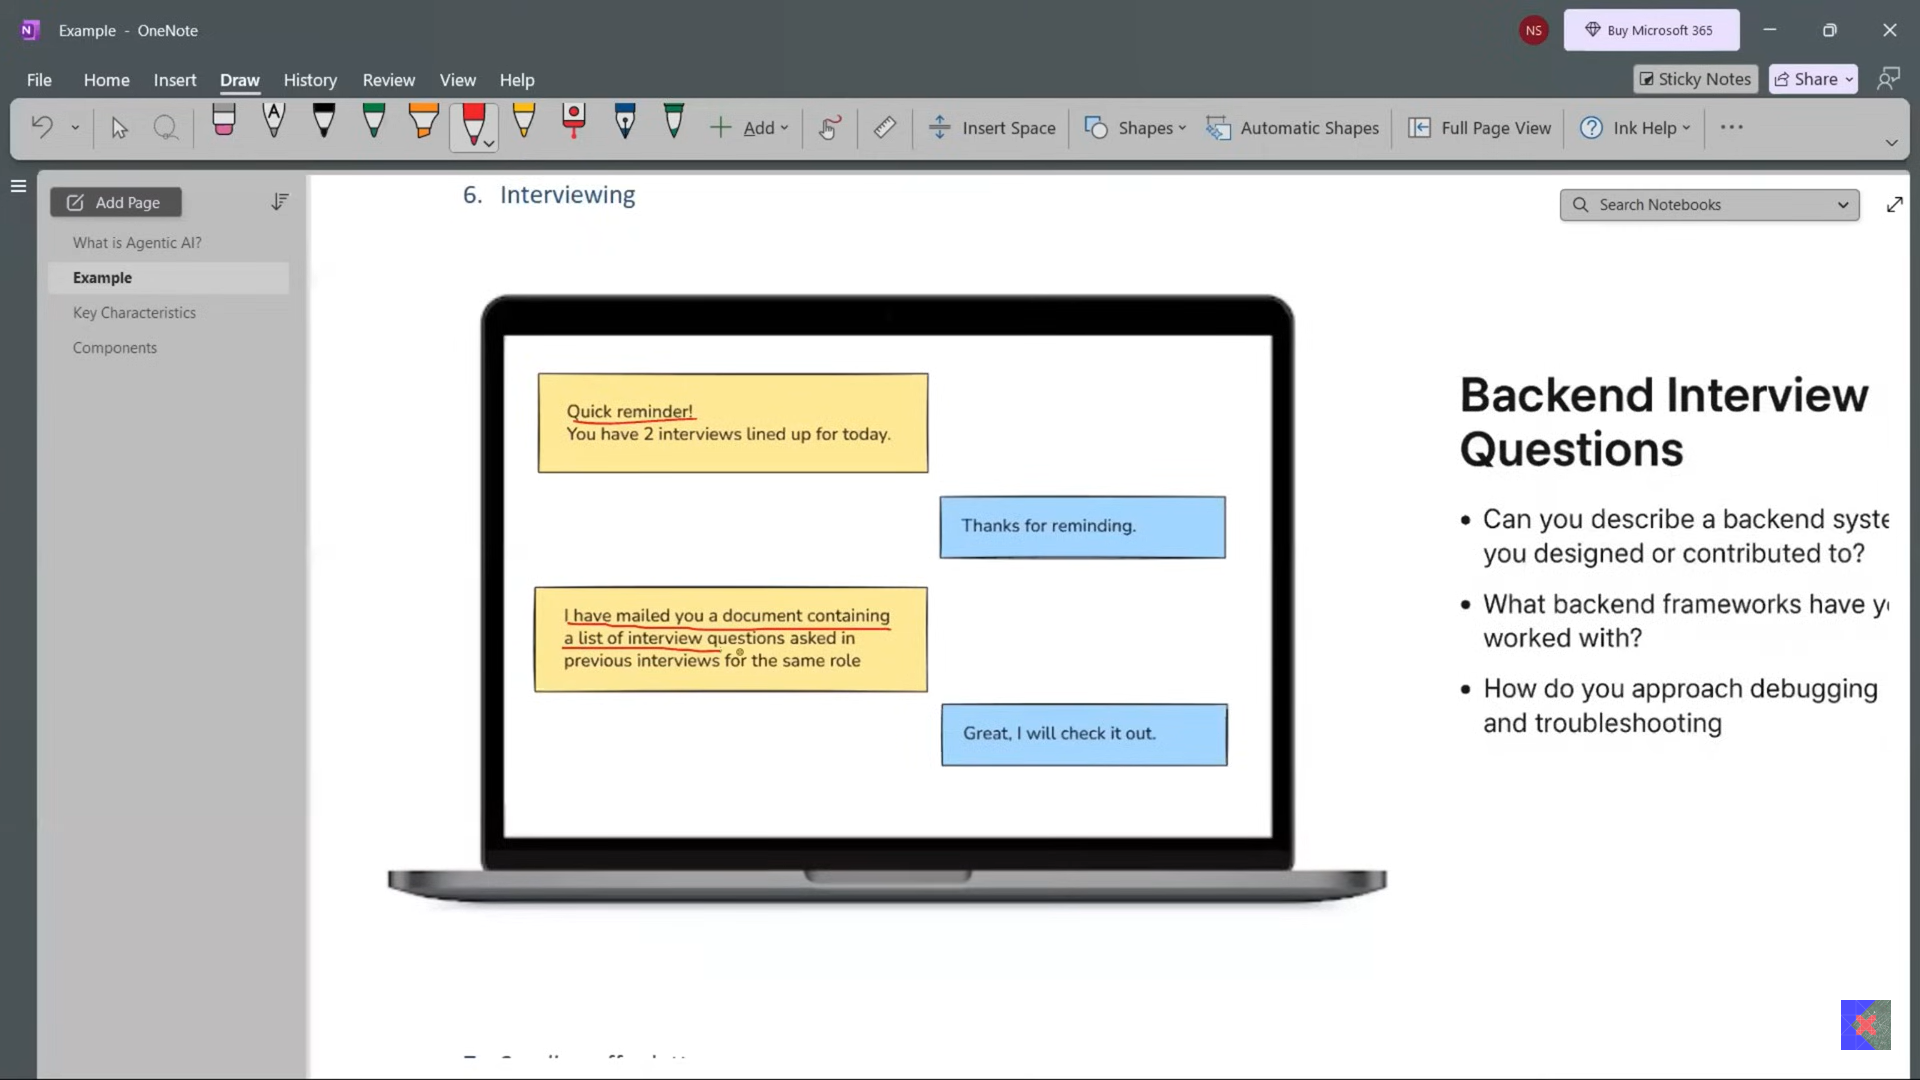 Example - OneNote
NS
Buy Microsoft 365
File
Home
Insert
Draw
History
Review
View
Help
Sticky Notes
Share
Add
Insert Space
Shapes
Automatic Shapes
Full Page View
Ink Help
Add Page
What is Agentic AI?
Example
Key Characteristics
Components
Search Notebooks
6. Interviewing
Quick reminder!
You have 2 interviews lined up for today.
Thanks for reminding.
I have mailed you a document containing
a list of interview questions asked in
previous interviews for the same role
Great, I will check it out.
Backend Interview
Questions
• Can you describe a backend syste
you designed or contributed to?
• What backend frameworks have y
worked with?
• How do you approach debugging
and troubleshooting